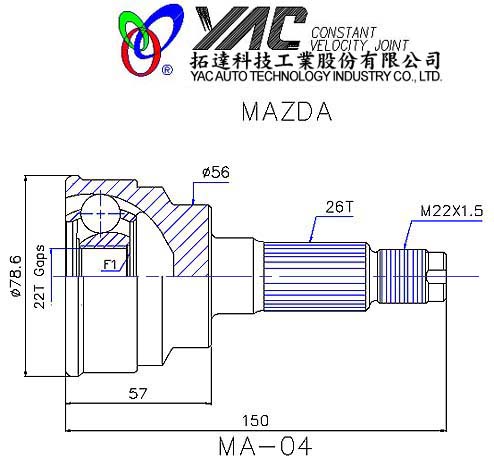 YAC CONSTANT
VELOCITY JOINT
拓達科技工業股份有限公司
®
YAC AUTO TECHNOLOGY INDUSTRY CO., LTD.
MAZDA
ø56
26T
M22X1.5
ø78.6
22T Gaps
F1
57
150
MA-04